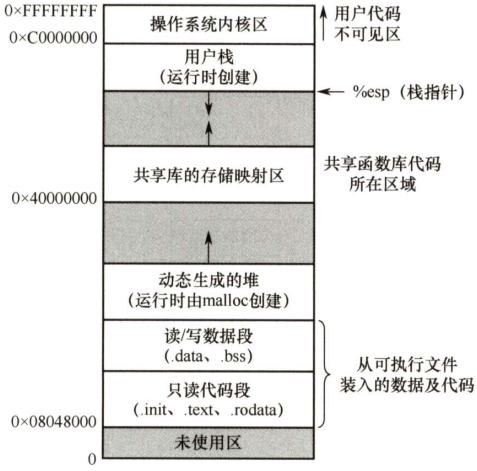 0×FFFFFFFF
操作系统内核区
用户代码
不可见区
0×C0000000
用户栈
(运行时创建)
%esp（栈指针）
共享库的存储映射区
共享函数库代码
所在区域
0×40000000
动态生成的堆
(运行时由malloc创建)
读/写数据段
(.data、.bss)
只读代码段
(.init、.text、.rodata)
从可执行文件
装入的数据及代码
0×08048000
未使用区
0